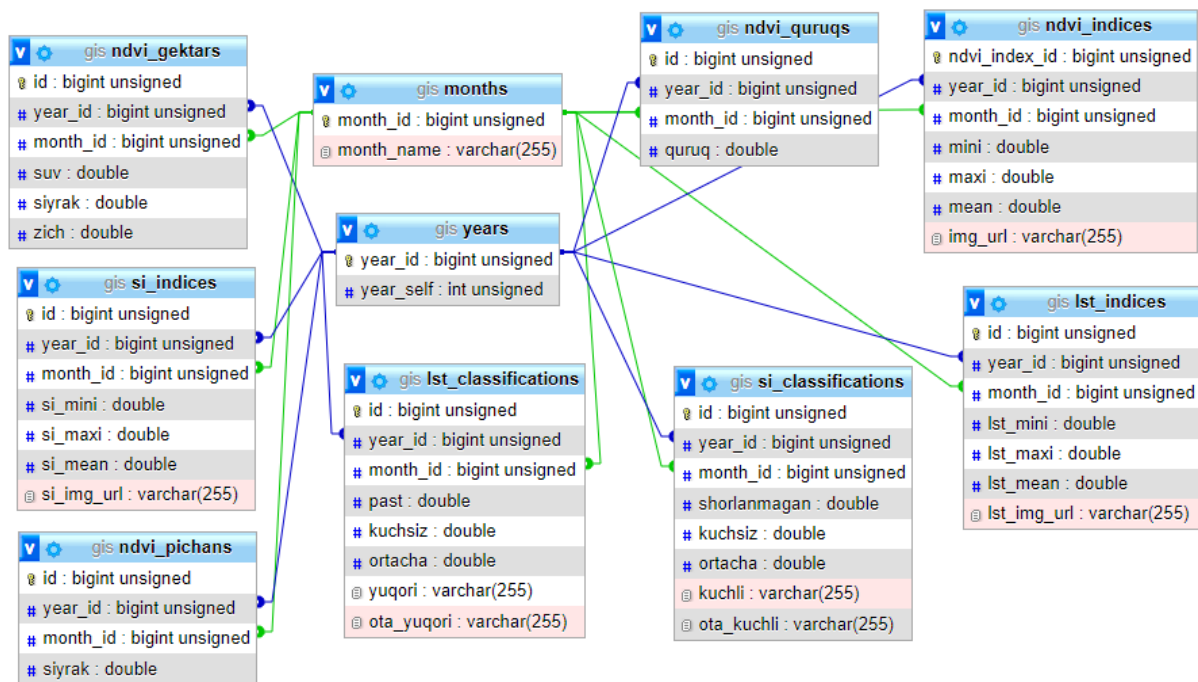 gis ndvi_gektars
id : bigint unsigned
# year_id : bigint unsigned
# month_id : bigint unsigned
# suv : double
# siyrak : double
# zich : double
gis months
month_id : bigint unsigned
month_name : varchar(255)
gis ndvi_quruqs
id : bigint unsigned
# year_id : bigint unsigned
# month_id : bigint unsigned
# quruq : double
gis ndvi_indices
ndvi_index_id : bigint unsigned
# year_id : bigint unsigned
# month_id : bigint unsigned
# mini : double
# maxi : double
# mean : double
img_url : varchar(255)
gis years
year_id : bigint unsigned
# year_self : int unsigned
gis si_indices
id : bigint unsigned
# year_id : bigint unsigned
# month_id : bigint unsigned
# si_mini : double
# si_maxi : double
# si_mean : double
si_img_url : varchar(255)
gis lst_classifications
id : bigint unsigned
# year_id : bigint unsigned
# month_id : bigint unsigned
# past : double
# kuchsiz : double
# ortacha : double
yuqori : varchar(255)
ota_yuqori : varchar(255)
gis si_classifications
id : bigint unsigned
# year_id : bigint unsigned
# month_id : bigint unsigned
# shorlanmagan : double
# kuchsiz : double
# ortacha : double
kuchli : varchar(255)
ota_kuchli : varchar(255)
gis lst_indices
id : bigint unsigned
# year_id : bigint unsigned
# month_id : bigint unsigned
# lst_mini : double
# lst_maxi : double
# lst_mean : double
lst_img_url : varchar(255)
gis ndvi_pichans
id : bigint unsigned
# year_id : bigint unsigned
# month_id : bigint unsigned
# siyrak : double